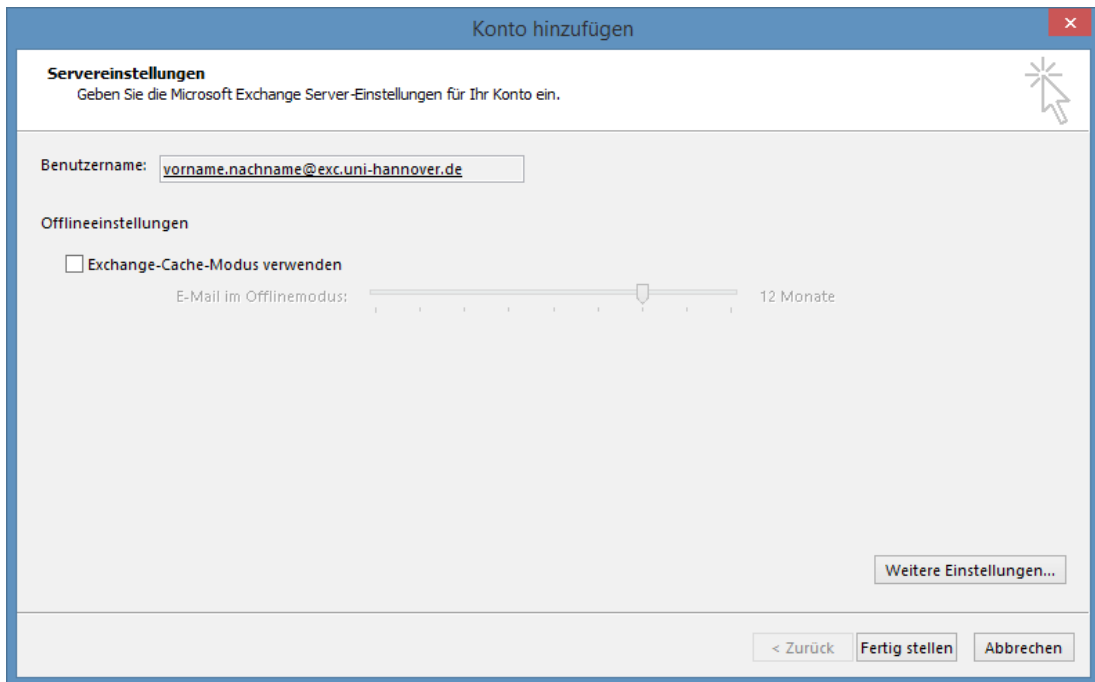 Konto hinzufügen
Servereinstellungen
Geben Sie die Microsoft Exchange Server-Einstellungen für Ihr Konto ein.
Benutzername: vorname.nachname@exc.uni-hannover.de
Offlineeinstellungen
Exchange-Cache-Modus verwenden
E-Mail im Offlinemodus: 12 Monate
Weitere Einstellungen...
< Zurück Fertig stellen Abbrechen